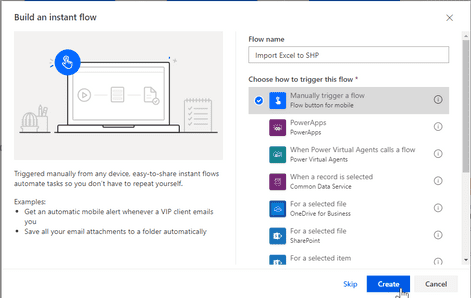 Build an instant flow
Flow name
Import Excel to SHP
Choose how to trigger this flow *
Manually trigger a flow
Flow button for mobile
PowerApps
PowerApps
When Power Virtual Agents calls a flow
Power Virtual Agents
When a record is selected
Common Data Service
For a selected file
OneDrive for Business
For a selected file
SharePoint
For a selected item
Triggered manually from any device, easy-to-share instant flows
automate tasks so you don't have to repeat yourself.
Examples:
• Get an automatic mobile alert whenever a VIP client emails
you
• Save all your email attachments to a folder automatically
Skip
Create
Cancel